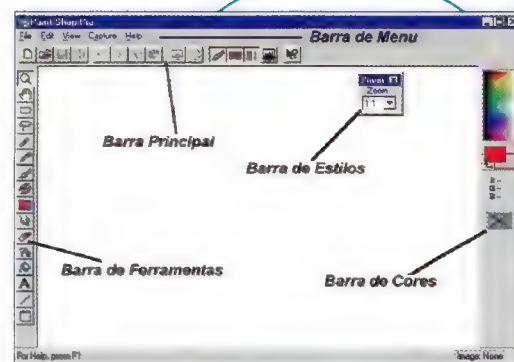 Paint Shop Pro
File Edit View Capture Help
Barra de Menu
Zoom
Zoom
1:1
Barra Principal
Barra de Estilos
Barra de Ferramentas
Barra de Cores
A
For Help, press F1
Image: None